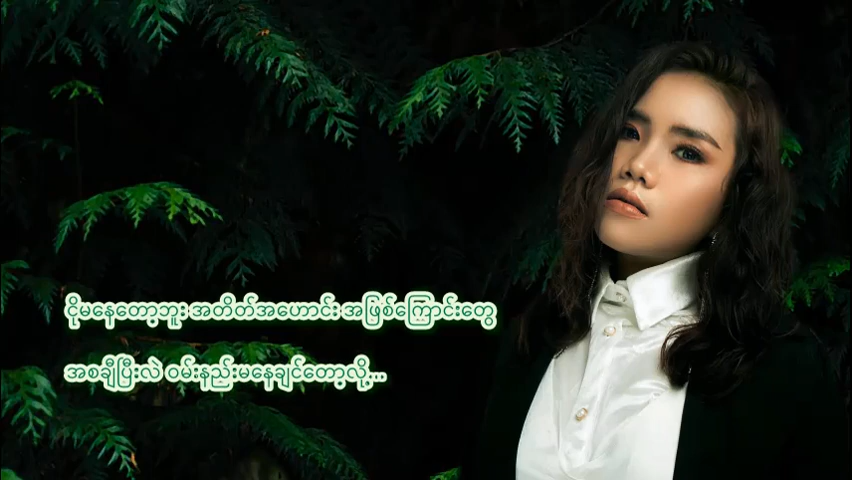 ငိုမနေတော့ဘူး အတိတ်အဟောင်း အဖြစ်ကြောင်းတွေ
အစချီပြီးလဲ ဝမ်းနည်းမနေချင်တော့လို့...